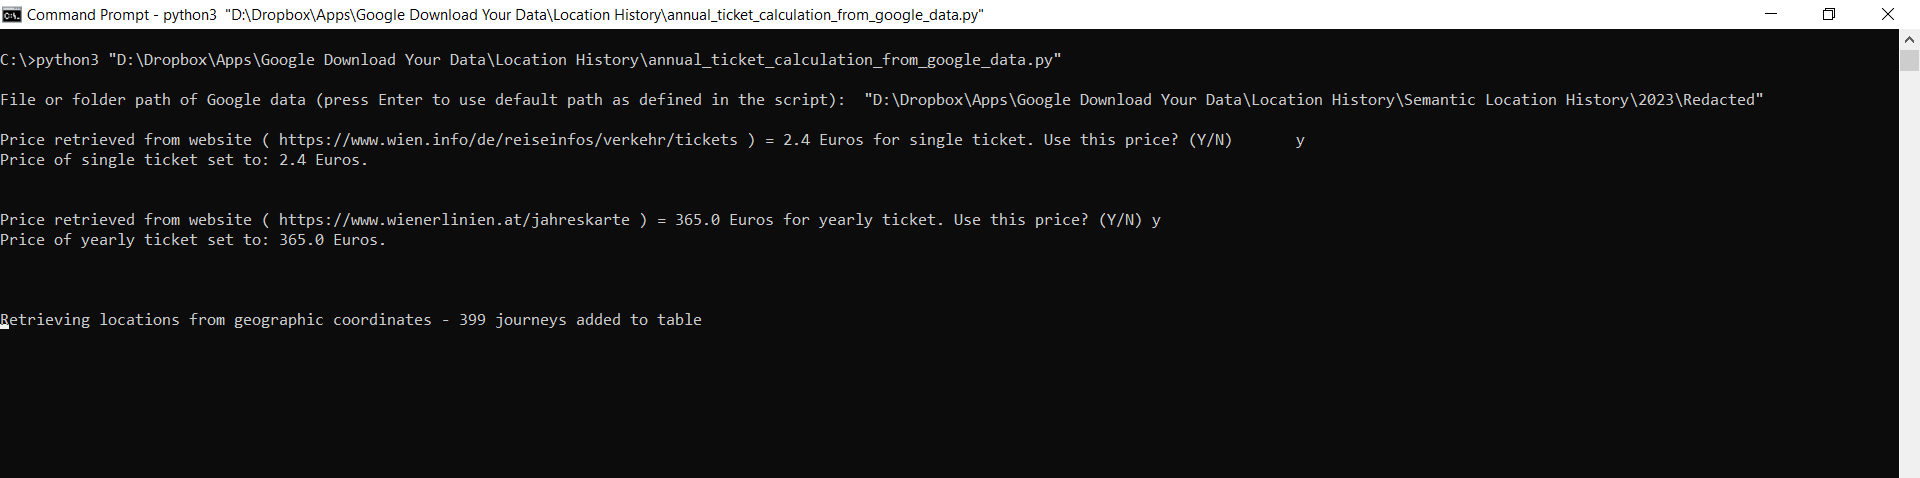 Command Prompt - python3  "D:\Dropbox\Apps\Google Download Your Data\Location History\annual_ticket_calculation_from_google_data.py"
C:\>python3 "D:\Dropbox\Apps\Google Download Your Data\Location History\annual_ticket_calculation_from_google_data.py"
File or folder path of Google data (press Enter to use default path as defined in the script):  "D:\Dropbox\Apps\Google Download Your Data\Location History\Semantic Location History\2023\Redacted"
Price retrieved from website ( https://www.wien.info/de/reiseinfos/verkehr/tickets ) = 2.4 Euros for single ticket. Use this price? (Y/N)       y
Price of single ticket set to: 2.4 Euros.
Price retrieved from website ( https://www.wienerlinien.at/jahreskarte ) = 365.0 Euros for yearly ticket. Use this price? (Y/N) y
Price of yearly ticket set to: 365.0 Euros.
Retrieving locations from geographic coordinates - 399 journeys added to table